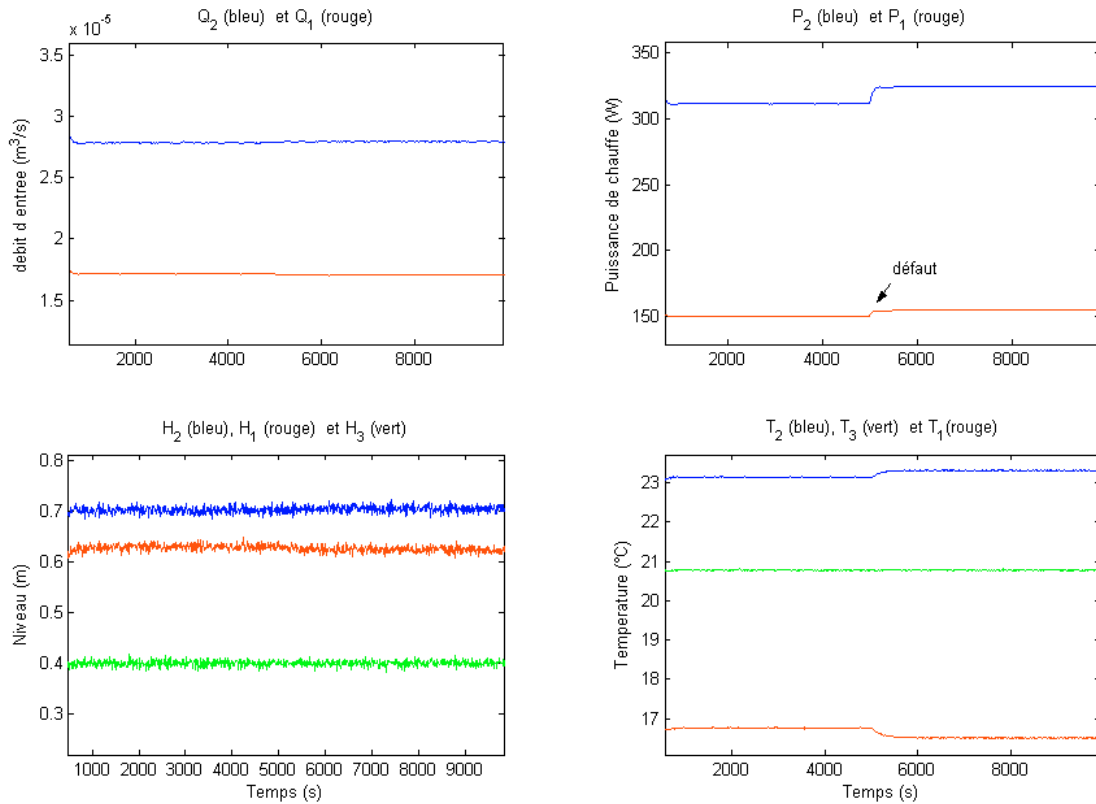 Q2 (bleu) et Q1 (rouge)
x 10-5
3.5
3
2.5
2
1.5
debit d entree (m3/s)
2000 4000 6000 8000
P2 (bleu) et P1 (rouge)
350
300
250
200
150
Puissance de chauffe (W)
défaut
2000 4000 6000 8000
H2 (bleu), H1 (rouge) et H3 (vert)
0.8
0.7
0.6
0.5
0.4
0.3
Niveau (m)
1000 2000 3000 4000 5000 6000 7000 8000 9000
Temps (s)
T2 (bleu), T3 (vert) et T1(rouge)
23
22
21
20
19
18
17
Temperature (°C)
2000 4000 6000 8000
Temps (s)